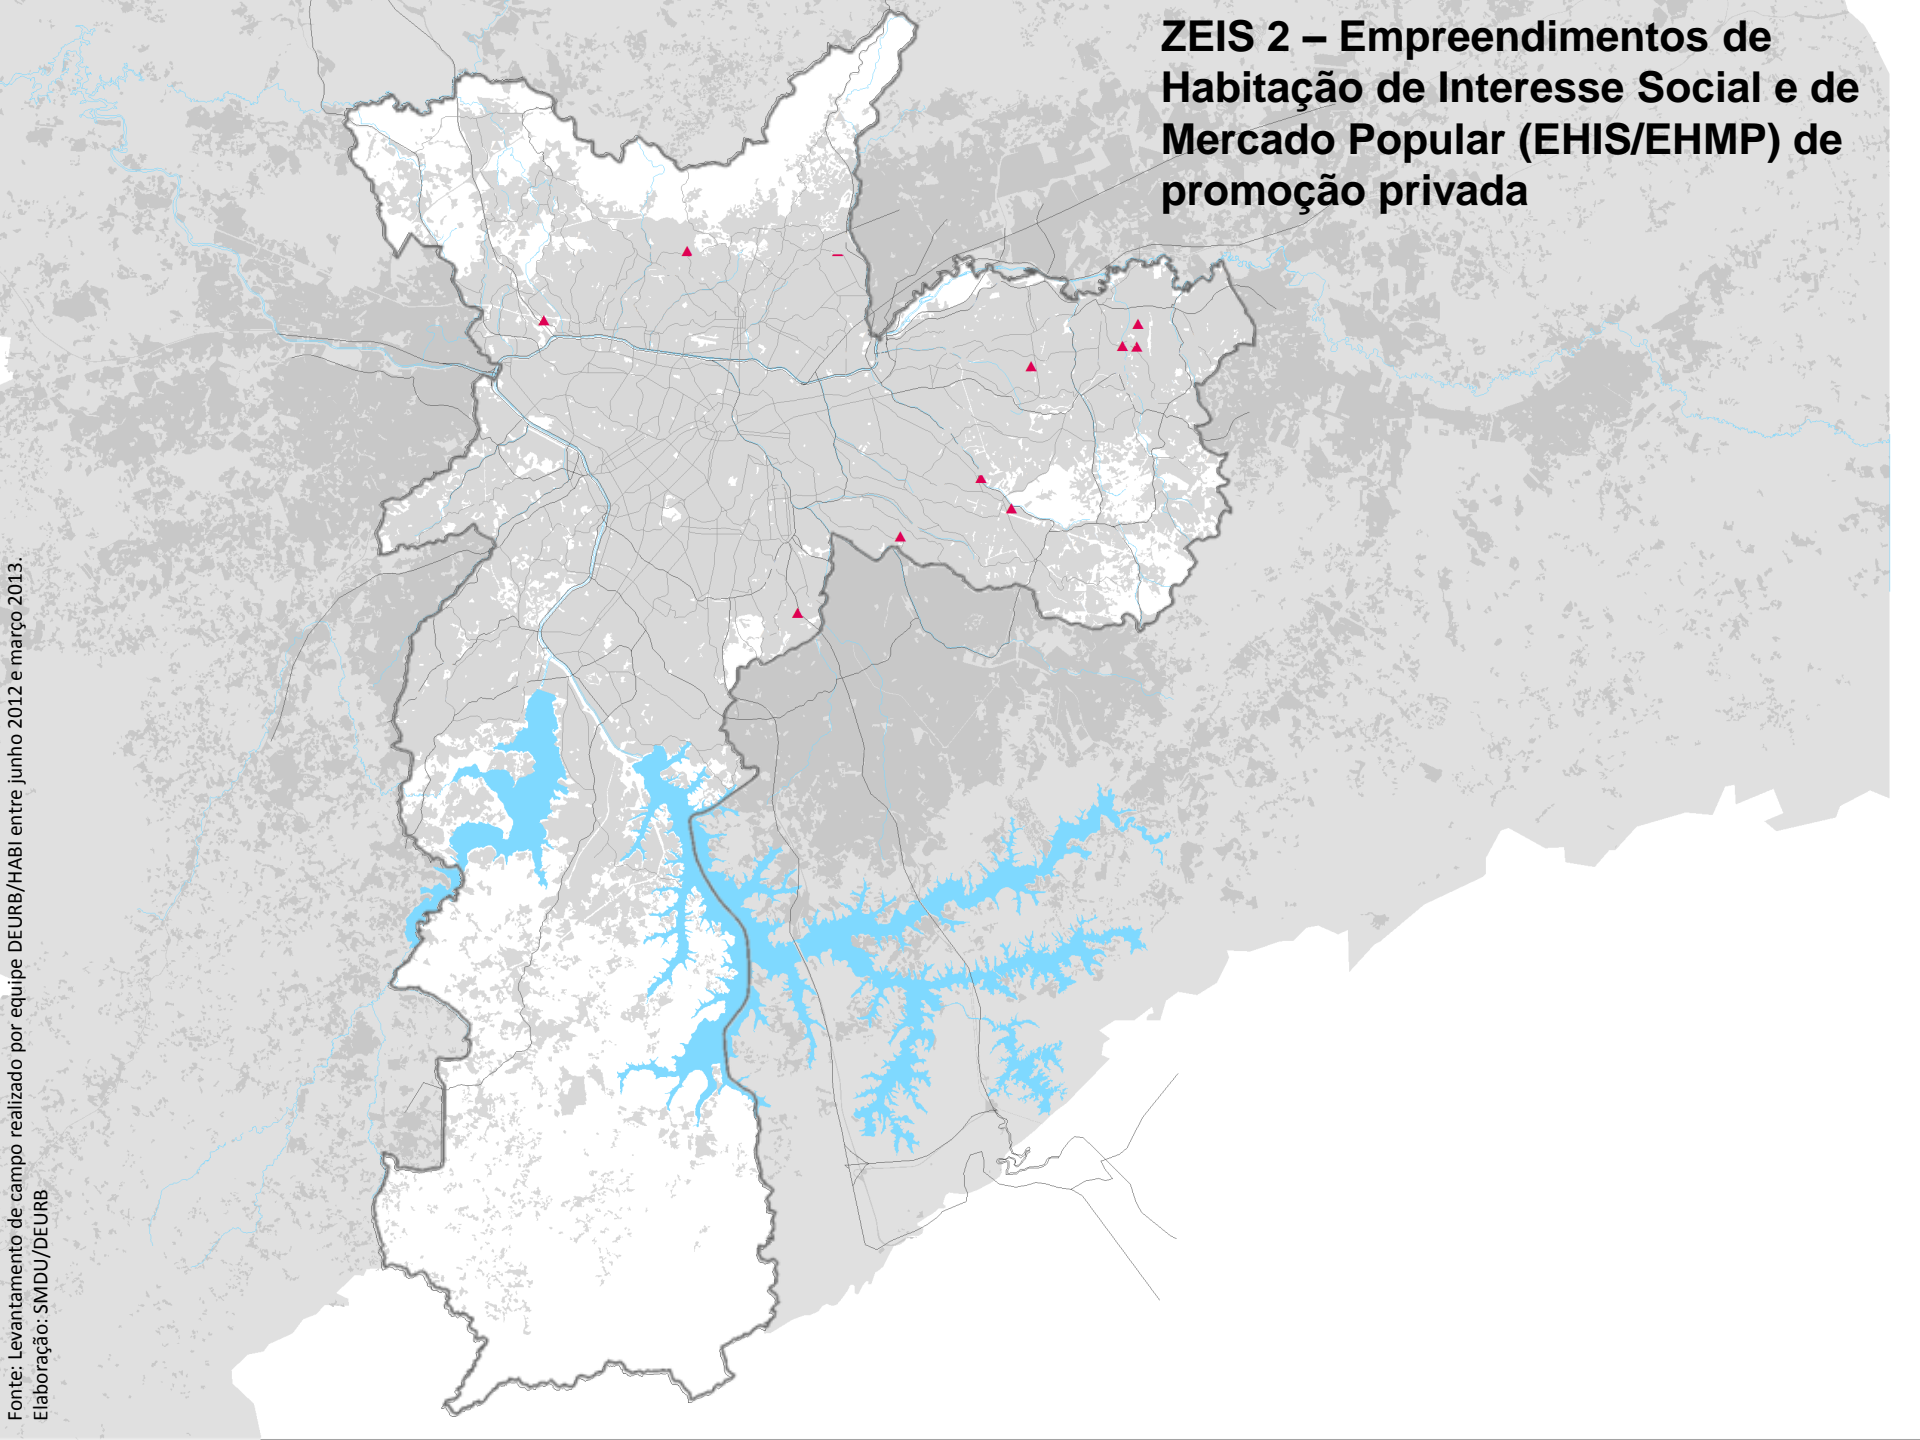 ZEIS 2 – Empreendimentos de
Habitação de Interesse Social e de
Mercado Popular (EHIS/EHMP) de
promoção privada
Fonte: Levantamento de campo realizado por equipe DEURB/HABI entre junho 2012 e março 2013.
Elaboração: SMDU/DEURB